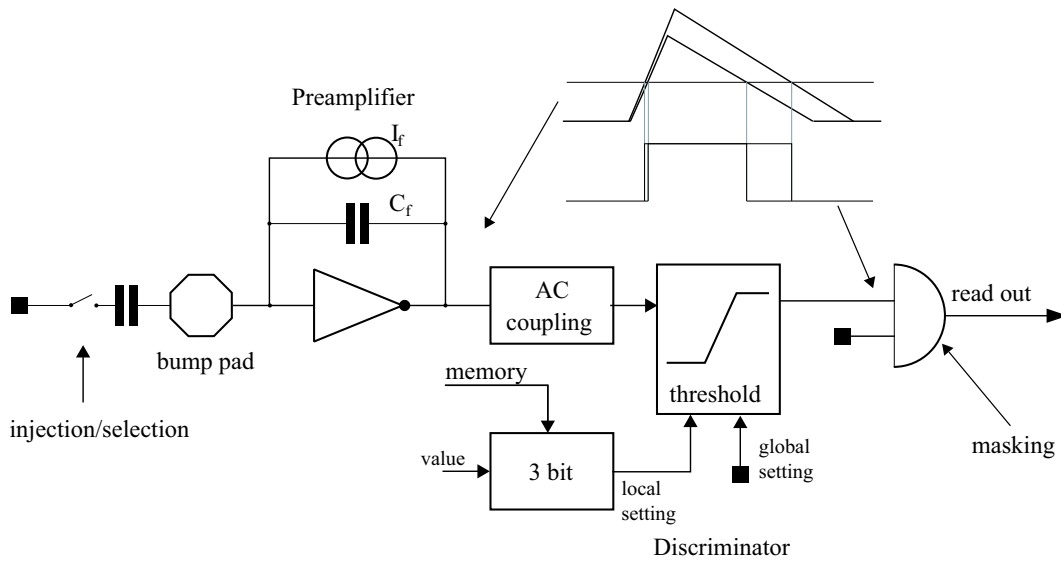 Preamplifier
I_f
C_f
AC
coupling
read out
bump pad
memory
threshold
injection/selection
masking
value
3 bit
local
setting
global
setting
Discriminator